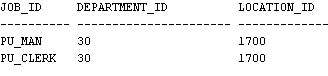 JOB_ID DEPARTMENT_ID LOCATION_ID
---------- ---------------------- ----------------------
PU_MAN 30 1700
PU_CLERK 30 1700